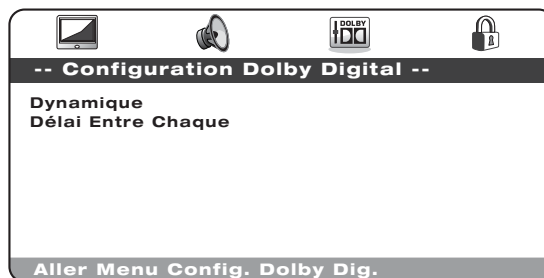 DOLBY
-- Configuration Dolby Digital --
Dynamique
Délai Entre Chaque
Aller Menu Config. Dolby Dig.